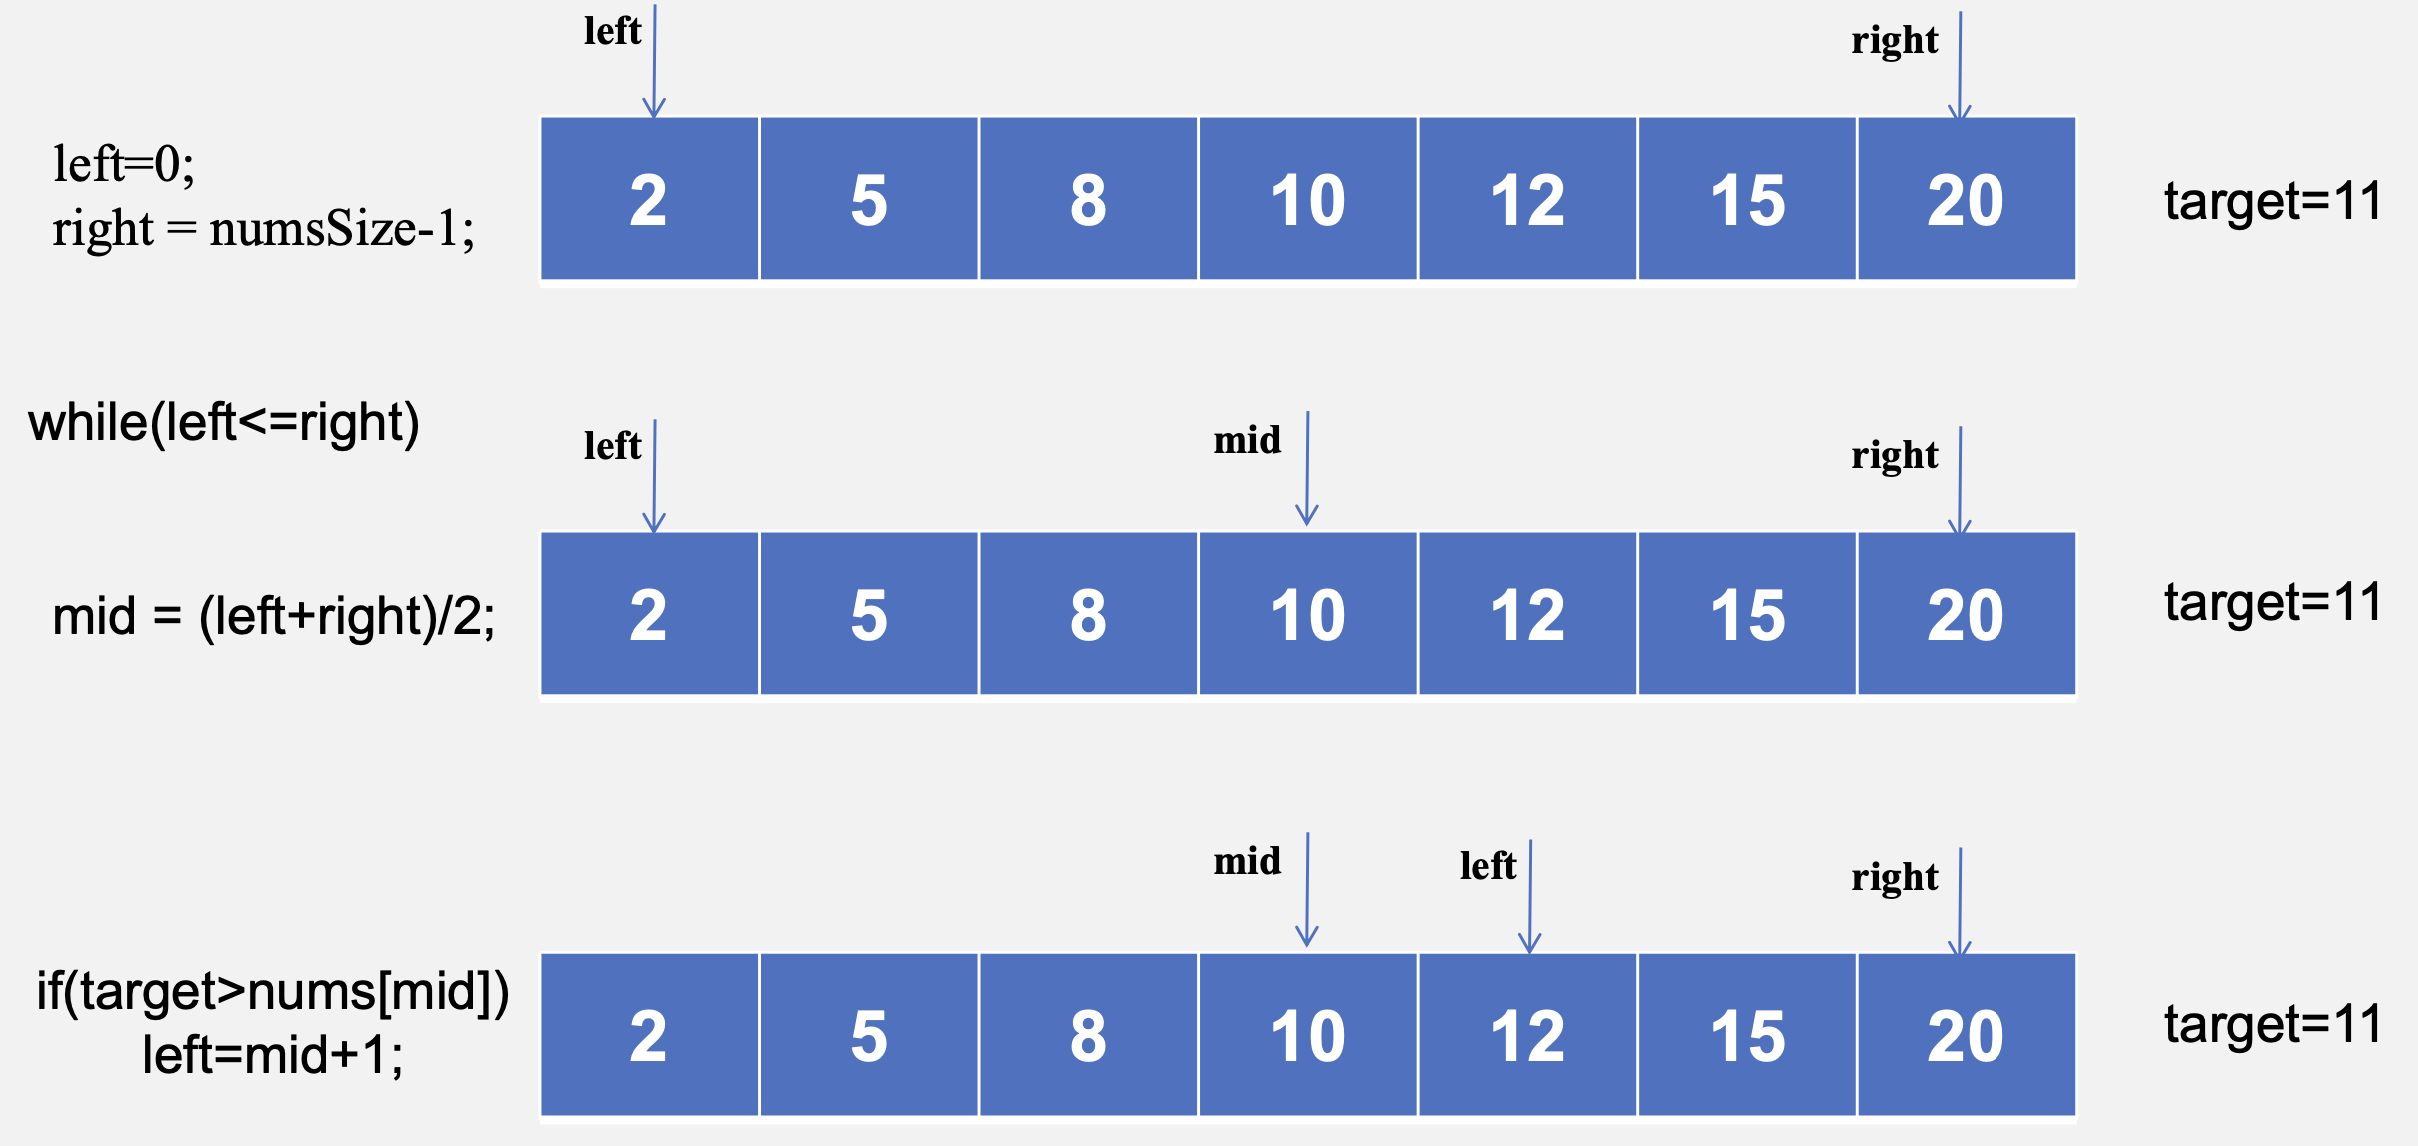 left
right
left=0;
right = numsSize-1;
2 5 8 10 12 15 20
target=11
while(left<=right)
left
mid
right
mid = (left+right)/2;
2 5 8 10 12 15 20
target=11
mid
left
right
if(target>nums[mid])
left=mid+1;
2 5 8 10 12 15 20
target=11